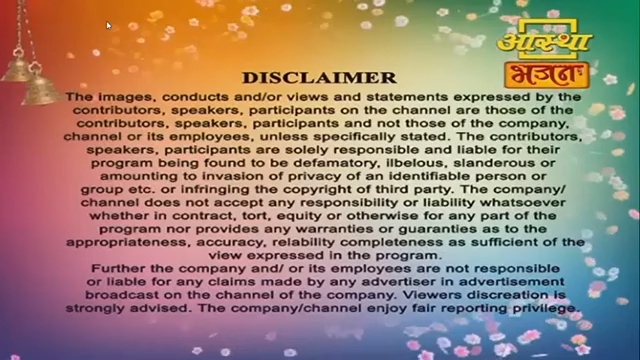 आस्था
भजन
DISCLAIMER
The images, conducts and/or views and statements expressed by the
contributors, speakers, participants on the channel are those of the
contributors, speakers, participants and not those of the company,
channel or its employees, unless specifically stated. The contributors,
speakers, participants are solely responsible and liable for their
program being found to be defamatory, ilbelous, slanderous or
amounting to invasion of privacy of an identifiable person or
group etc. or infringing the copyright of third party. The company/
channel does not accept any responsibility or liability whatsoever
whether in contract, tort, equity or otherwise for any part of the
program nor provides any warranties or guaranties as to the
appropriateness, accuracy, relability completeness as sufficient of the
view expressed in the program.
Further the company and/ or its employees are not responsible
or liable for any claims made by any advertiser in advertisement
broadcast on the channel of the company. Viewers discreation is
strongly advised. The company/channel enjoy fair reporting privilege.